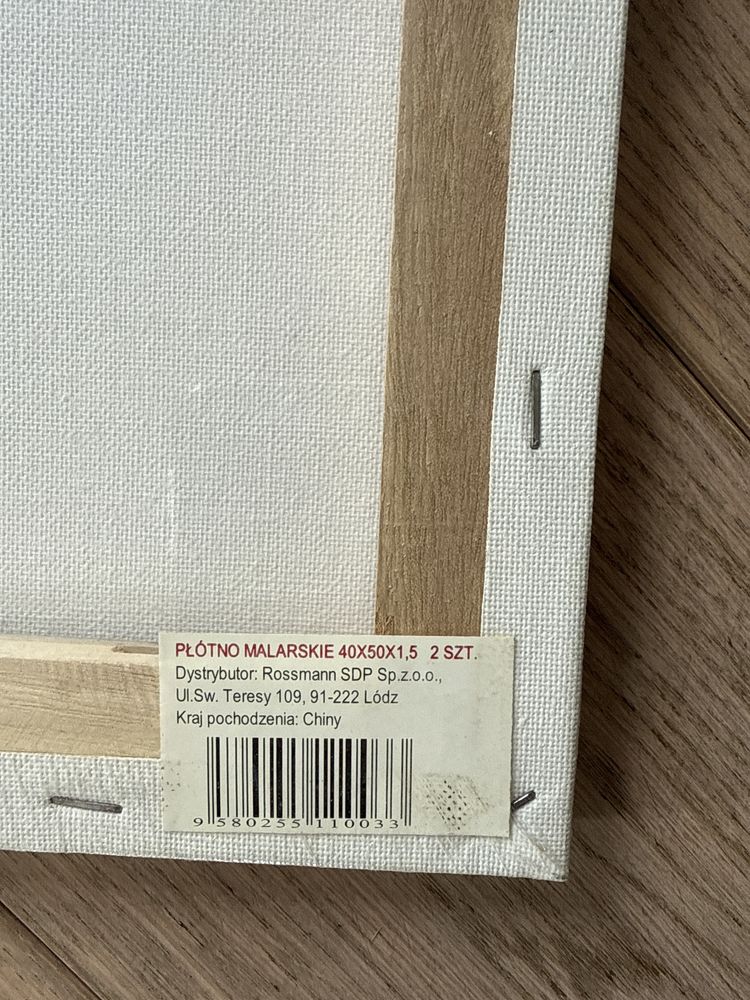 PŁÓTNO MALARSKIE 40X50X1,5 2 SZT.
Dystrybutor: Rossmann SDP Sp.z.o.o.,
Ul.Sw. Teresy 109, 91-222 Lódz
Kraj pochodzenia: Chiny
9 580255 110033